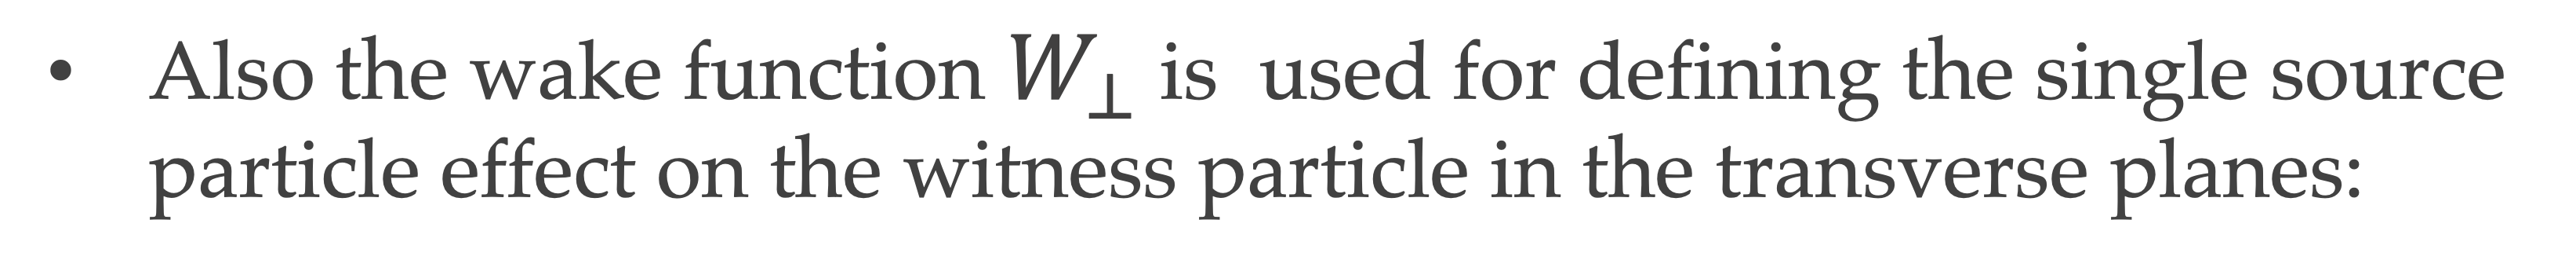 • Also the wake function W⊥ is used for defining the single source
particle effect on the witness particle in the transverse planes: